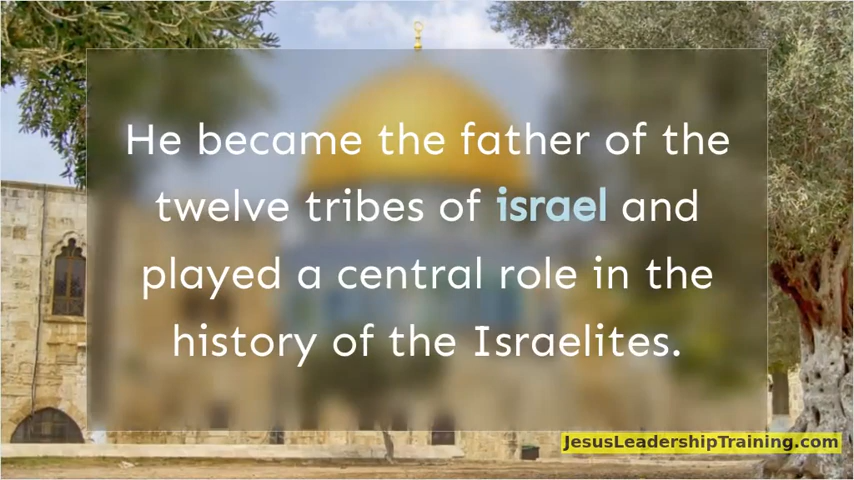 He became the father of the
twelve tribes of israel and
played a central role in the
history of the Israelites.
JesusLeadershipTraining.com